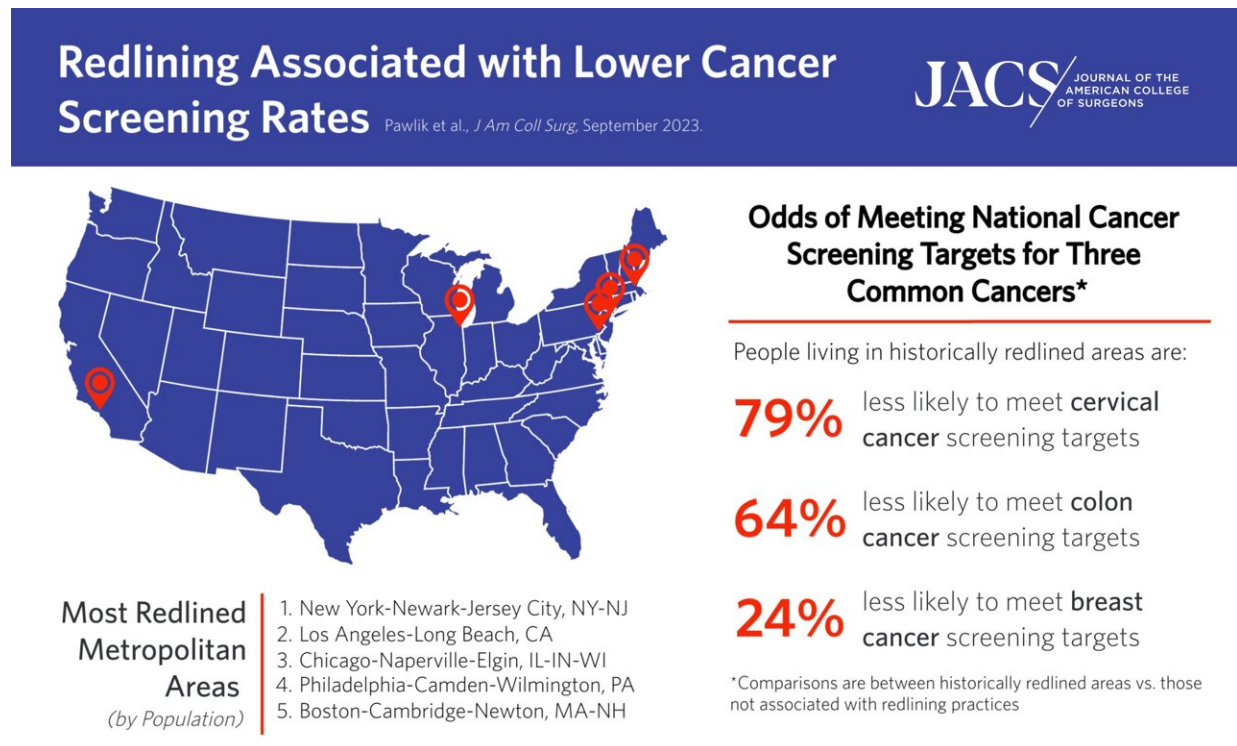 Redlining Associated with Lower Cancer
Screening Rates Pawlik et al., J Am Coll Surg, September 2023.
JACS JOURNAL OF THE
AMERICAN COLLEGE
OF SURGEONS
Odds of Meeting National Cancer
Screening Targets for Three
Common Cancers*
People living in historically redlined areas are:
79% less likely to meet cervical
cancer screening targets
64% less likely to meet colon
cancer screening targets
24% less likely to meet breast
cancer screening targets
*Comparisons are between historically redlined areas vs. those
not associated with redlining practices
Most Redlined
Metropolitan
Areas
(by Population)
1. New York-Newark-Jersey City, NY-NJ
2. Los Angeles-Long Beach, CA
3. Chicago-Naperville-Elgin, IL-IN-WI
4. Philadelphia-Camden-Wilmington, PA
5. Boston-Cambridge-Newton, MA-NH